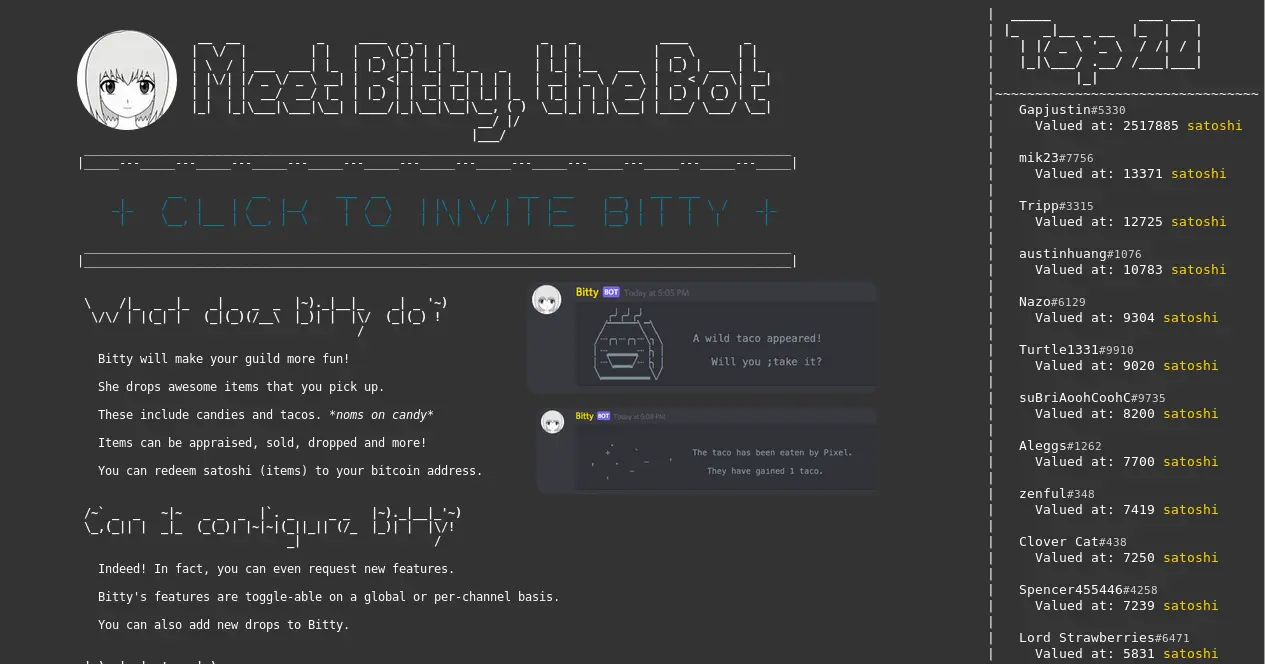 Meet Bitty, the Bot
+ CLICK TO INVITE BITTY +
What does Bitty do?
Bitty BOT Today at 5:05 PM
A wild taco appeared!
Will you ;take it?
Bitty will make your guild more fun!
She drops awesome items that you pick up.
These include candies and tacos. *noms on candy*
Items can be appraised, sold, dropped and more!
You can redeem satoshi (items) to your bitcoin address.
Bitty BOT Today at 5:09 PM
The taco has been eaten by Pixel.
They have gained 1 taco.
Can I configure Bitty?
Indeed! In fact, you can even request new features.
Bitty's features are toggle-able on a global or per-channel basis.
You can also add new drops to Bitty.
Top 20
Gapjustin#5330
Valued at: 2517885 satoshi
mik23#7756
Valued at: 13371 satoshi
Tripp#3315
Valued at: 12725 satoshi
austinhuang#1076
Valued at: 10783 satoshi
Nazo#6129
Valued at: 9304 satoshi
Turtle1331#9910
Valued at: 9020 satoshi
suBriAoohCoohC#9735
Valued at: 8200 satoshi
Aleggs#1262
Valued at: 7700 satoshi
zenful#348
Valued at: 7419 satoshi
Clover Cat#438
Valued at: 7250 satoshi
Spencer455446#4258
Valued at: 7239 satoshi
Lord Strawberries#6471
Valued at: 5831 satoshi